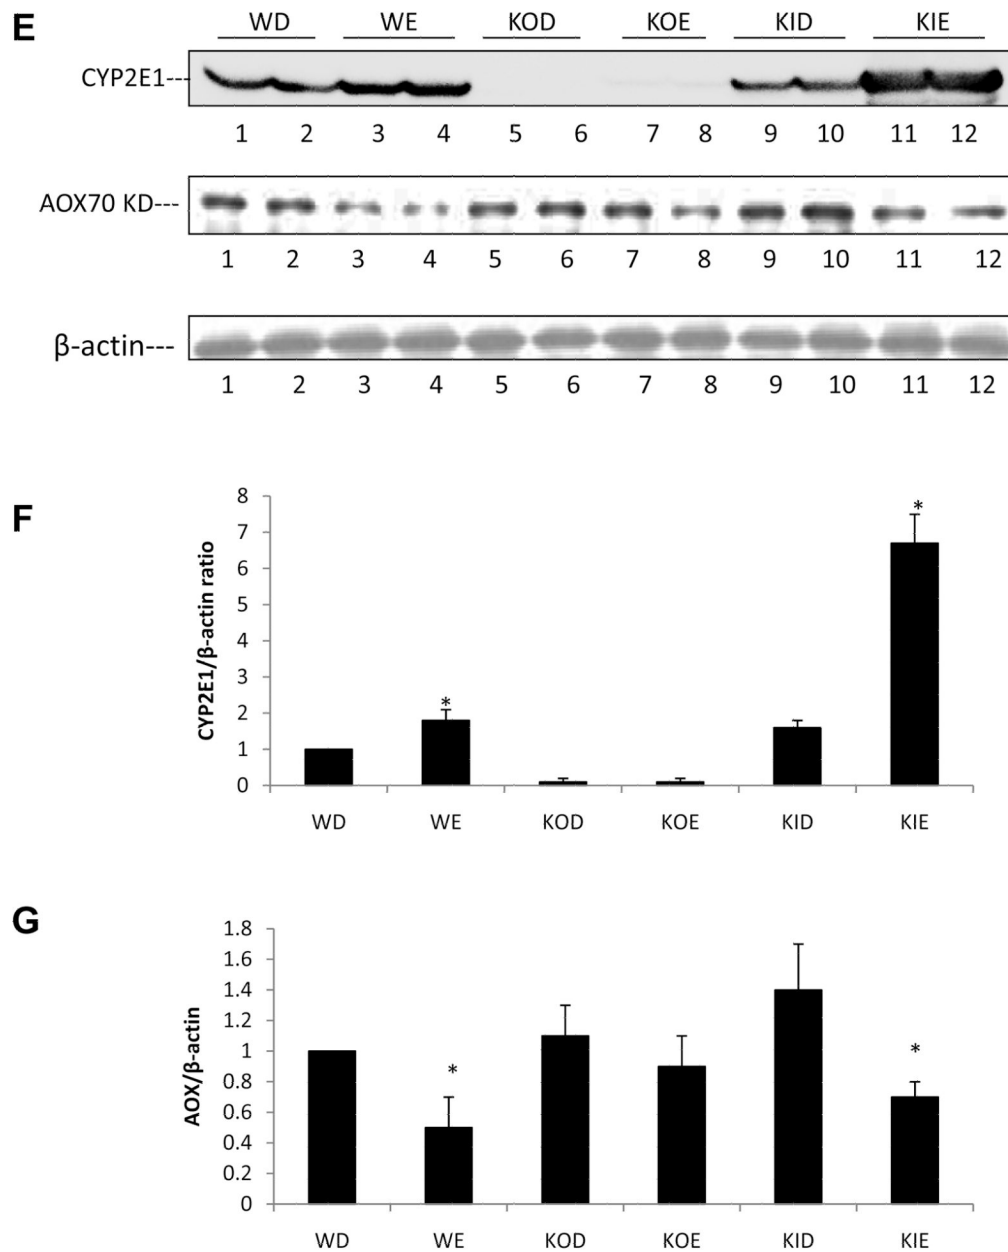 E
WD WE KOD KOE KID KIE
CYP2E1---
1 2 3 4 5 6 7 8 9 10 11 12
AOX70 KD---
1 2 3 4 5 6 7 8 9 10 11 12
β-actin---
1 2 3 4 5 6 7 8 9 10 11 12
F
CYP2E1/β-actin ratio
8
7
6
5
4
3
2
1
0
*
*
WD WE KOD KOE KID KIE
G
AOX/β-actin
1.8
1.6
1.4
1.2
1
0.8
0.6
0.4
0.2
0
*
*
WD WE KOD KOE KID KIE